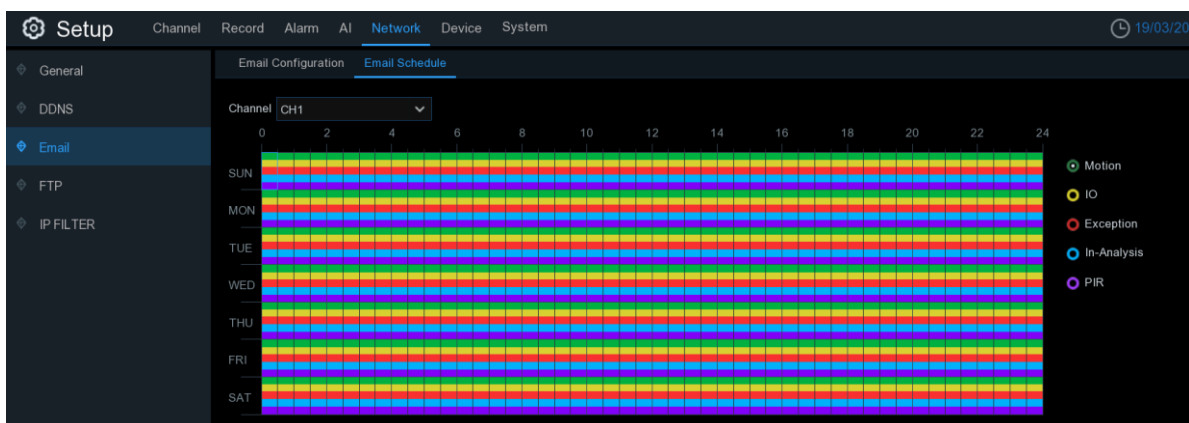 Setup Channel Record Alarm AI Network Device System 19/03/20
General
DDNS
Email
FTP
IP FILTER
Email Configuration Email Schedule
Channel CH1
0 2 4 6 8 10 12 14 16 18 20 22 24
SUN
MON
TUE
WED
THU
FRI
SAT
Motion
IO
Exception
In-Analysis
PIR